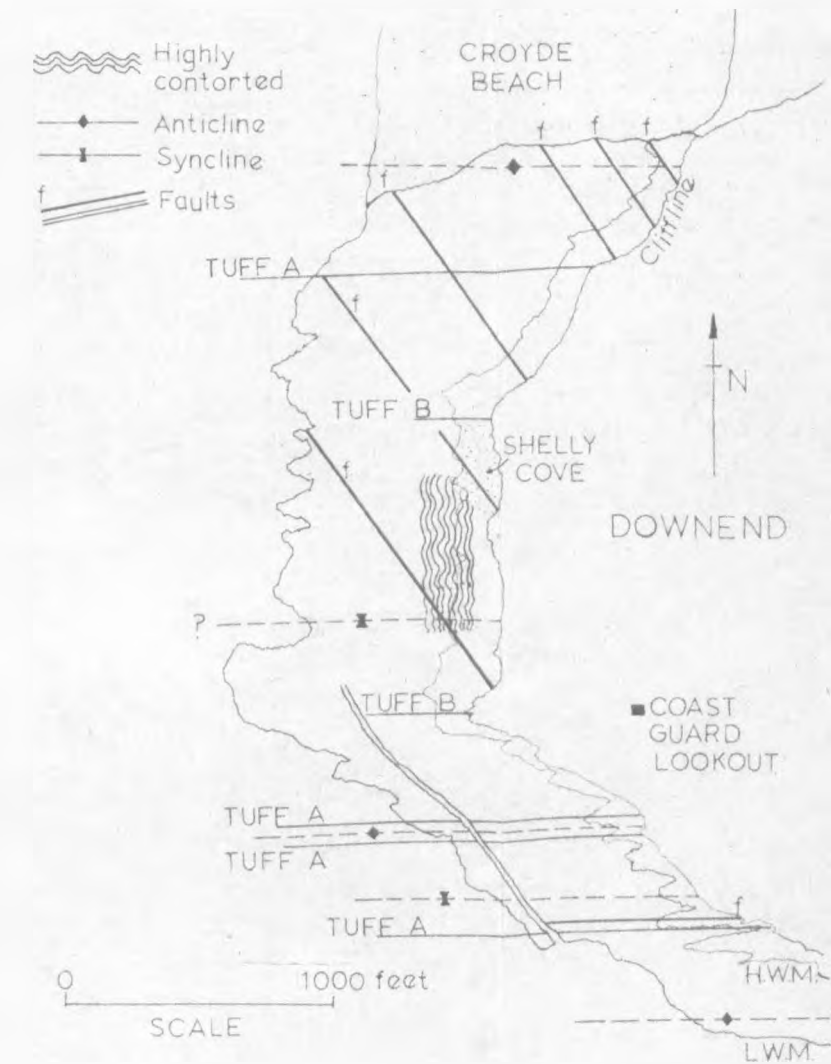 Highly
contorted
Anticline
Syncline
f
Faults
CROYDE
BEACH
f
f
f
f
Cliffline
TUFF A
f
N
TUFF B
SHELLY
COVE
f
DOWNEND
?
TUFF B
COAST
GUARD
LOOKOUT
TUFF A
TUFF A
f
TUFF A
0
1000 feet
SCALE
H.W.M.
L.W.M.